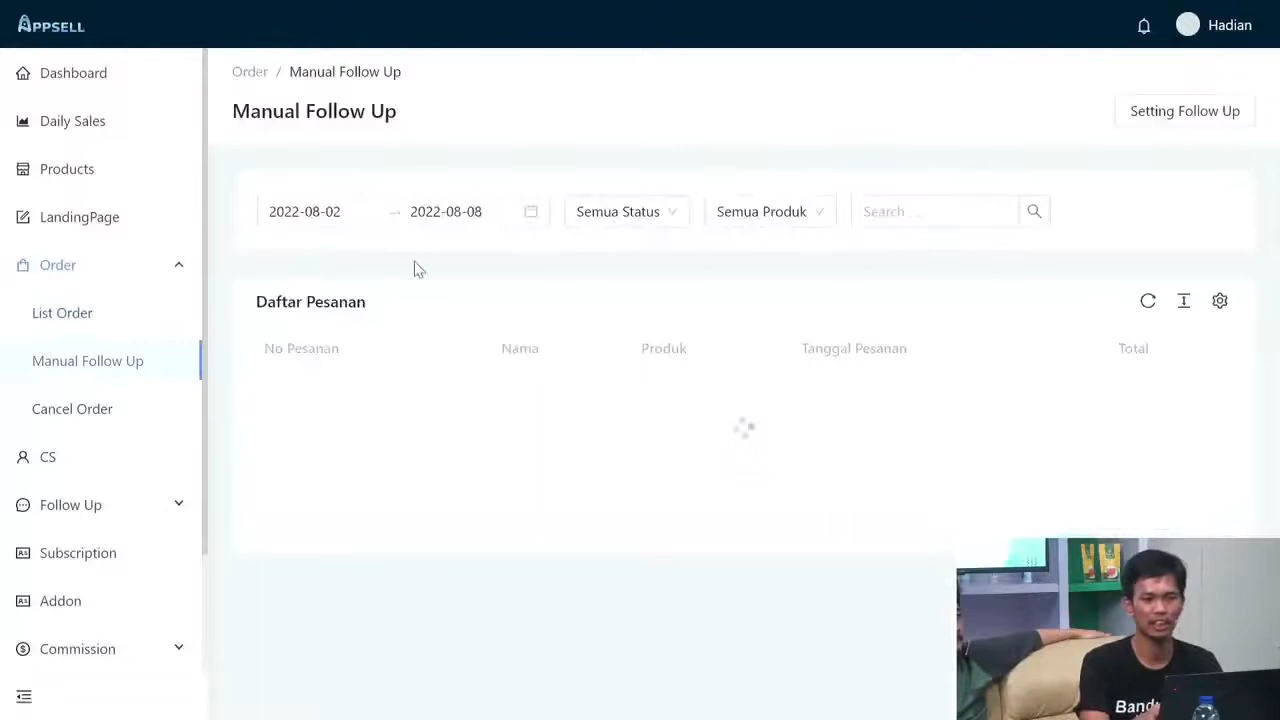 APPSELL
Hadian
Dashboard
Daily Sales
Products
LandingPage
Order
List Order
Manual Follow Up
Cancel Order
CS
Follow Up
Subscription
Addon
Commission
Order / Manual Follow Up
Manual Follow Up
Setting Follow Up
2022-08-02 → 2022-08-08
Semua Status
Semua Produk
Search ...
Daftar Pesanan
No Pesanan Nama Produk Tanggal Pesanan Total